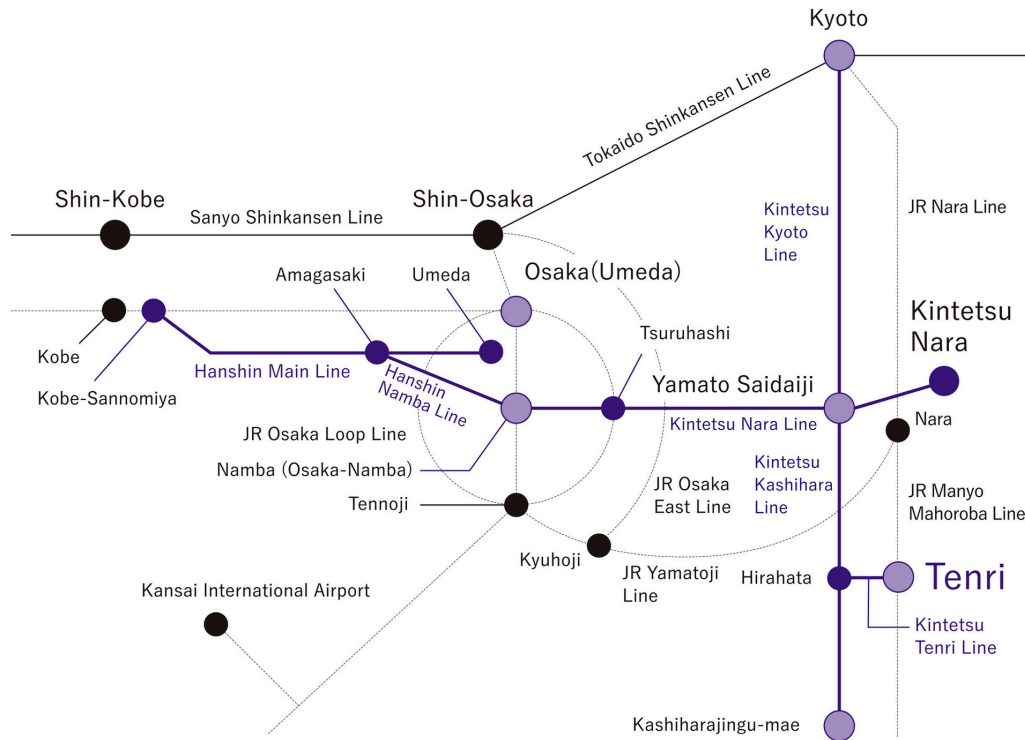 Kyoto
Tokaido Shinkansen Line
Shin-Kobe
Sanyo Shinkansen Line
Shin-Osaka
Kintetsu
Kyoto
Line
JR Nara Line
Amagasaki
Umeda
Osaka(Umeda)
Tsuruhashi
Kintetsu
Nara
Kobe
Kobe-Sannomiya
Hanshin Main Line
Hanshin
Namba Line
Yamato Saidaiji
Kintetsu Nara Line
Nara
JR Osaka Loop Line
Namba (Osaka-Namba)
Tennoji
JR Osaka
East Line
Kintetsu
Kashihara
Line
JR Manyo
Mahoroba Line
Kyuhoji
JR Yamatoji
Line
Hirahata
Tenri
Kansai International Airport
Kintetsu
Tenri Line
Kashiharajingu-mae